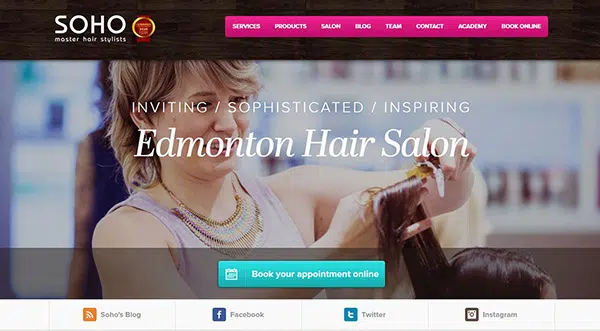 SOHO
master hair stylists
SERVICES PRODUCTS SALON BLOG TEAM CONTACT ACADEMY BOOK ONLINE
INVITING / SOPHISTICATED / INSPIRING
Edmonton Hair Salon
Book your appointment online
Soho's Blog Facebook Twitter Instagram